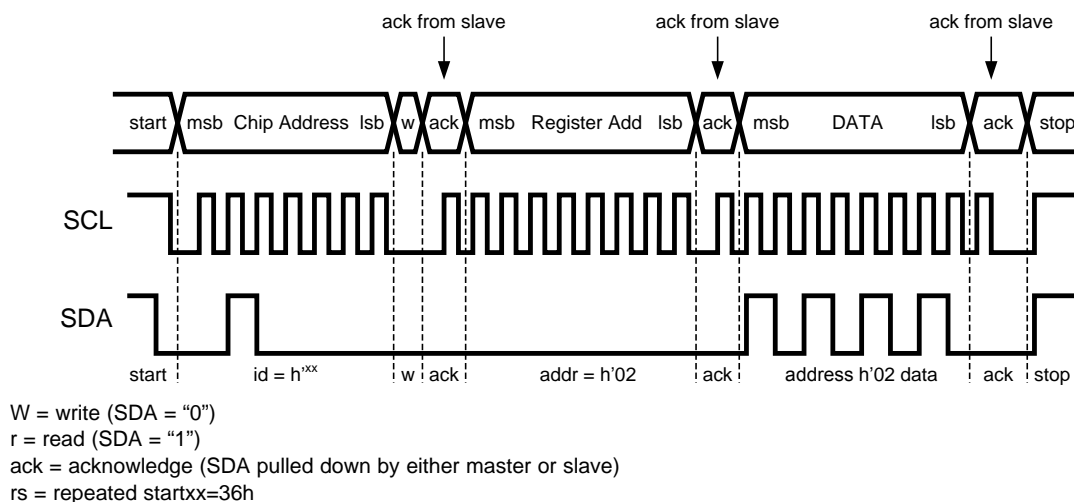 ack from slave ack from slave ack from slave
start msb Chip Address lsb w ack msb Register Add lsb ack msb DATA lsb ack stop
SCL
SDA
start id = h'xx w ack addr = h'02 ack address h'02 data ack stop
W = write (SDA = “0”)
r = read (SDA = “1”)
ack = acknowledge (SDA pulled down by either master or slave)
rs = repeated startxx=36h